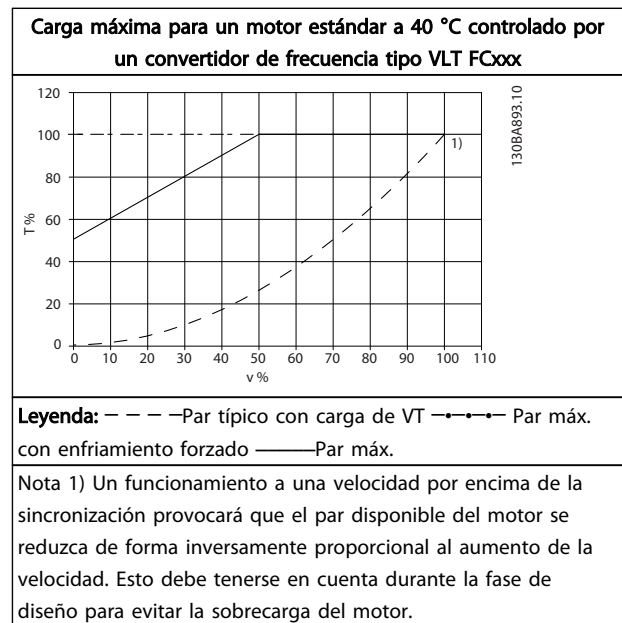 Carga máxima para un motor estándar a 40 °C controlado por
un convertidor de frecuencia tipo VLT FCxxx
120
100
80
60
40
20
0
T %
0 10 20 30 40 50 60 70 80 90 100 110
v %
1)
130BA893.10
Leyenda: – – – –Par típico con carga de VT –•–•–•– Par máx.
con enfriamiento forzado ———Par máx.
Nota 1) Un funcionamiento a una velocidad por encima de la
sincronización provocará que el par disponible del motor se
reduzca de forma inversamente proporcional al aumento de la
velocidad. Esto debe tenerse en cuenta durante la fase de
diseño para evitar la sobrecarga del motor.